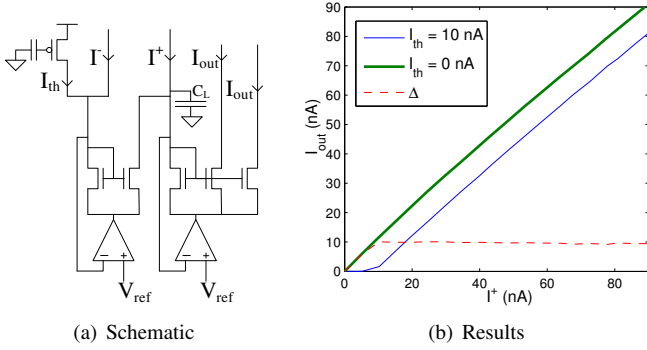 I_th
I^-
I^+
I_out
I_out
C_L
− +
− +
V_ref
V_ref
(a) Schematic
I_out (nA)
90
80
70
60
50
40
30
20
10
0
I_th = 10 nA
I_th = 0 nA
Δ
0 20 40 60 80
I^+ (nA)
(b) Results